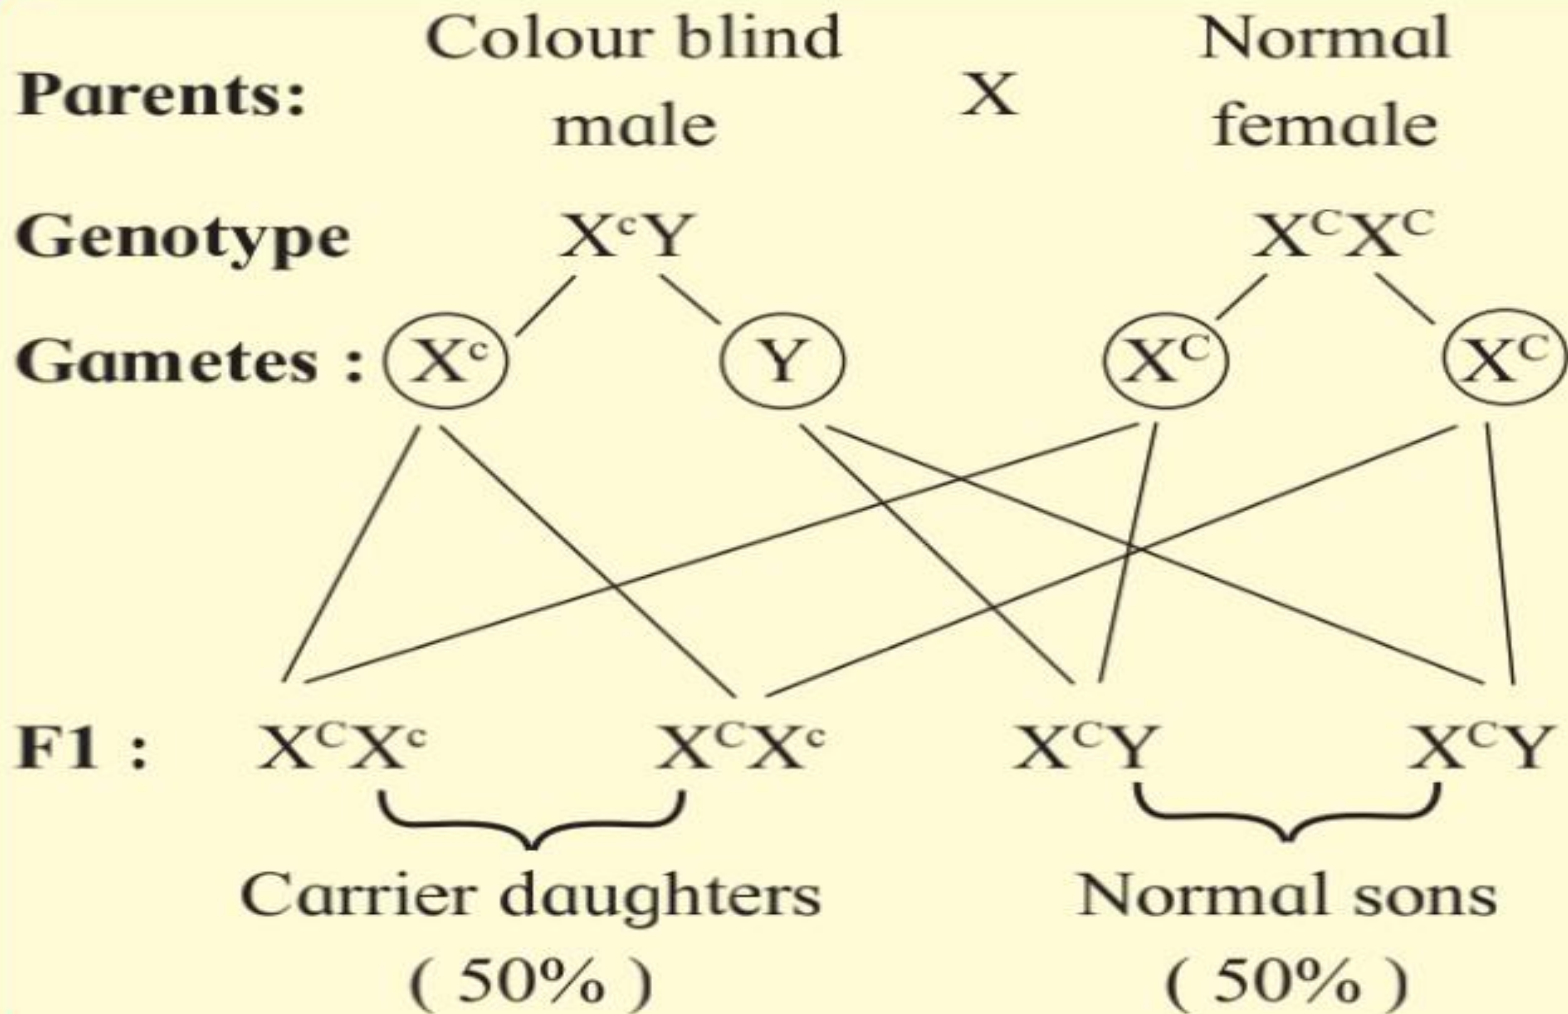 Parents: Colour blind male X Normal female
Genotype XᶜY XᶜXᶜ
Gametes : Xᶜ Y Xᶜ Xᶜ
F1 : XᶜXᶜ XᶜXᶜ XᶜY XᶜY
Carrier daughters Normal sons
( 50% ) ( 50% )